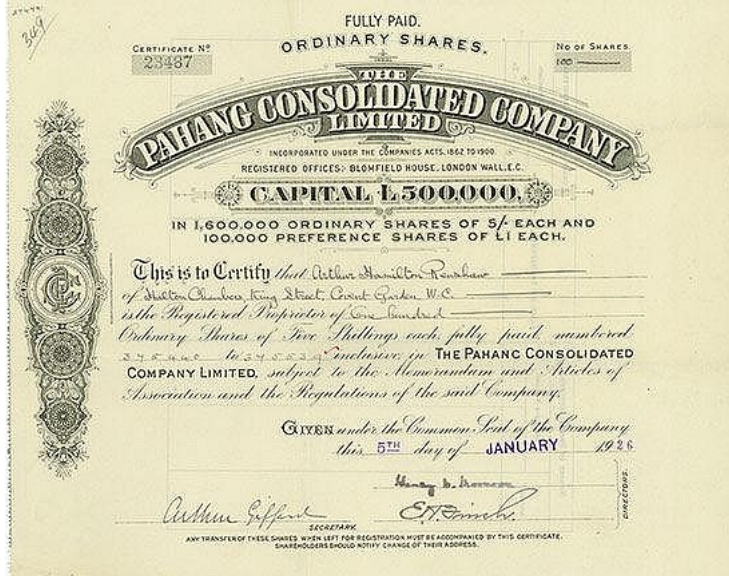 349
FULLY PAID.
ORDINARY SHARES.
CERTIFICATE Nº
23487
NO OF SHARES.
100
THE
PAHANG CONSOLIDATED COMPANY
LIMITED
INCORPORATED UNDER THE COMPANIES ACTS, 1862 TO 1900.
REGISTERED OFFICES:- BLOMFIELD HOUSE, LONDON WALL, E.C.
CAPITAL £500,000,
IN 1,600,000 ORDINARY SHARES OF 5/- EACH AND
100,000 PREFERENCE SHARES OF £1 EACH.
This is to Certify that Arthur Hamilton Renshaw
of Hilton Chambers, King Street, Covent Garden W.C.
is the Registered Proprietor of One hundred
Ordinary Shares of Five Shillings each, fully paid, numbered
375440 to 375539 inclusive, in THE PAHANG CONSOLIDATED
COMPANY LIMITED, subject to the Memorandum and Articles of
Association and the Regulations of the said Company.
GIVEN under the Common Seal of the Company
this 5TH day of JANUARY 1926
Henry
Arthur Gifford
SECRETARY.
DIRECTORS.
ANY TRANSFER OF THESE SHARES WHEN LEFT FOR REGISTRATION MUST BE ACCOMPANIED BY THIS CERTIFICATE.
SHAREHOLDERS SHOULD NOTIFY CHANGE OF THEIR ADDRESS.